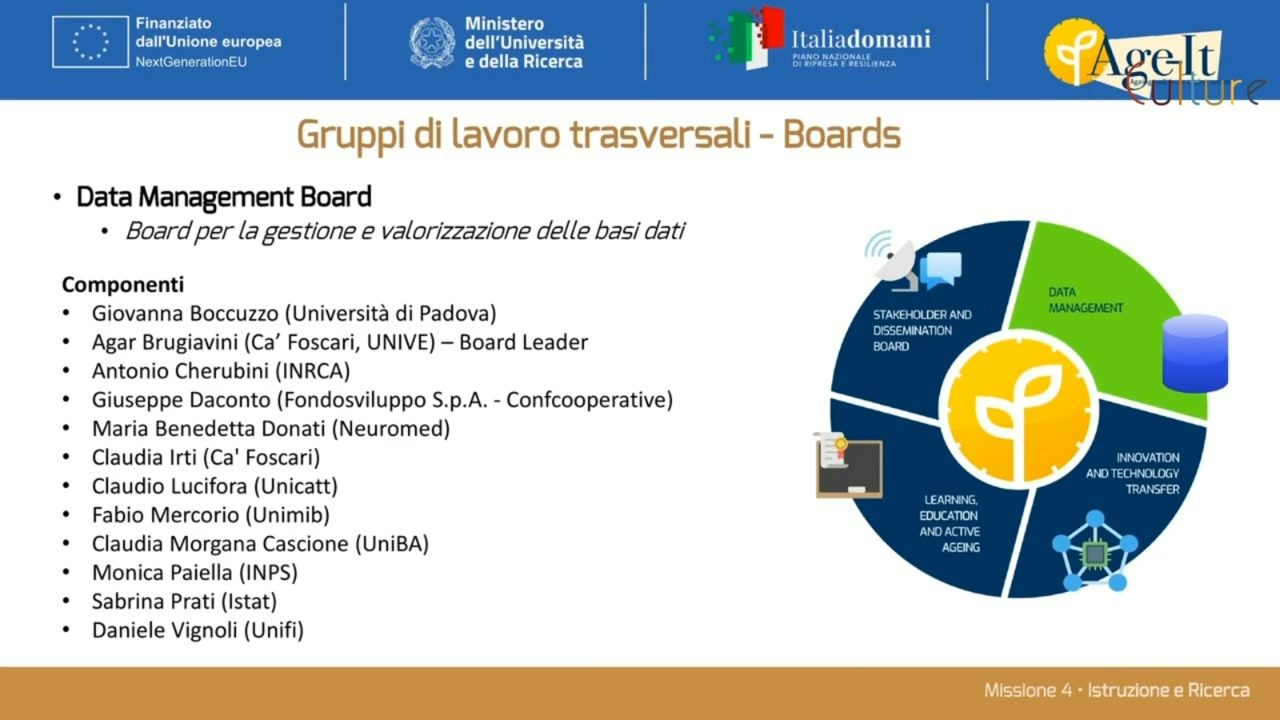 Finanziato
dall'Unione europea
NextGenerationEU
Ministero
dell'Università
e della Ricerca
Italiadomani
PIANO NAZIONALE
DI RIPRESA E RESILIENZA
Age-It
Culture
Gruppi di lavoro trasversali - Boards
• Data Management Board
• Board per la gestione e valorizzazione delle basi dati
Componenti
• Giovanna Boccuzzo (Università di Padova)
• Agar Brugiavini (Ca’ Foscari, UNIVE) – Board Leader
• Antonio Cherubini (INRCA)
• Giuseppe Daconto (Fondosviluppo S.p.A. - Confcooperative)
• Maria Benedetta Donati (Neuromed)
• Claudia Irti (Ca' Foscari)
• Claudio Lucifora (Unicatt)
• Fabio Mercorio (Unimib)
• Claudia Morgana Cascione (UniBA)
• Monica Paiella (INPS)
• Sabrina Prati (Istat)
• Daniele Vignoli (Unifi)
STAKEHOLDER AND
DISSEMINATION
BOARD
DATA
MANAGEMENT
INNOVATION
AND TECHNOLOGY
TRANSFER
LEARNING,
EDUCATION
AND ACTIVE
AGEING
Missione 4 • Istruzione e Ricerca